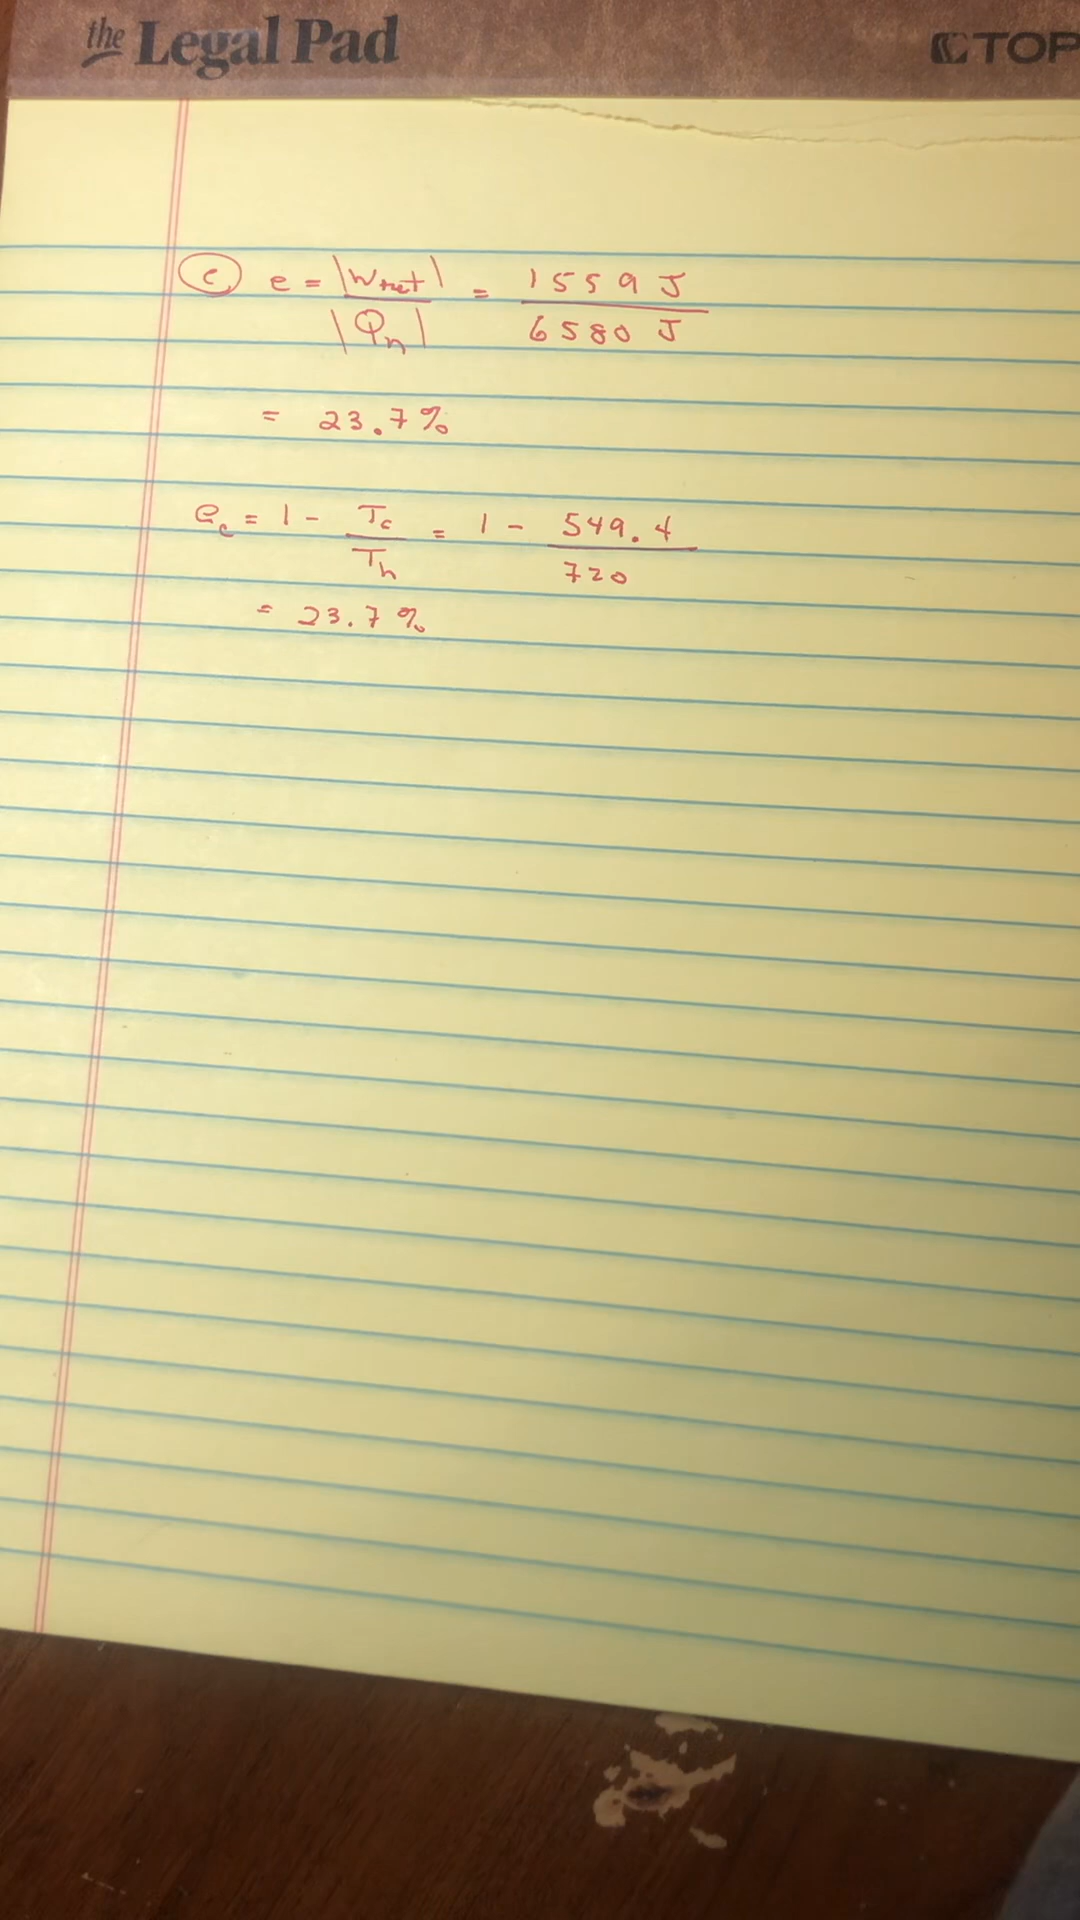 the Legal Pad
TOP
(c) e = |Wnet| / |Qh| = 1559 J / 6580 J
= 23.7%
ec = 1 - Tc / Th = 1 - 549.4 / 720
= 23.7%